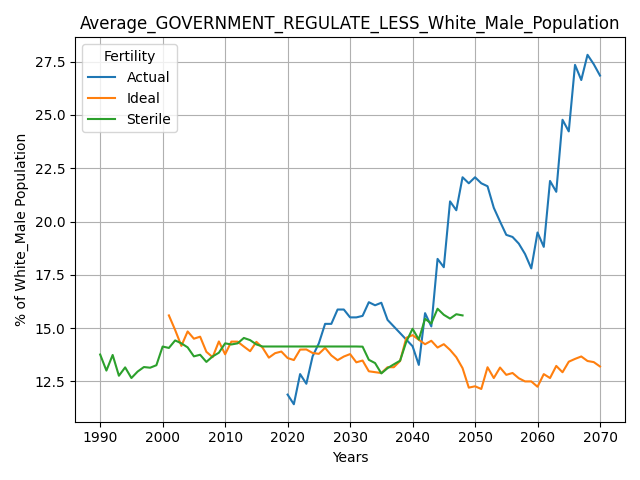 Average_GOVERNMENT_REGULATE_LESS_White_Male_Population
Fertility
Actual
Ideal
Sterile
% of White_Male Population
27.5
25.0
22.5
20.0
17.5
15.0
12.5
1990 2000 2010 2020 2030 2040 2050 2060 2070
Years